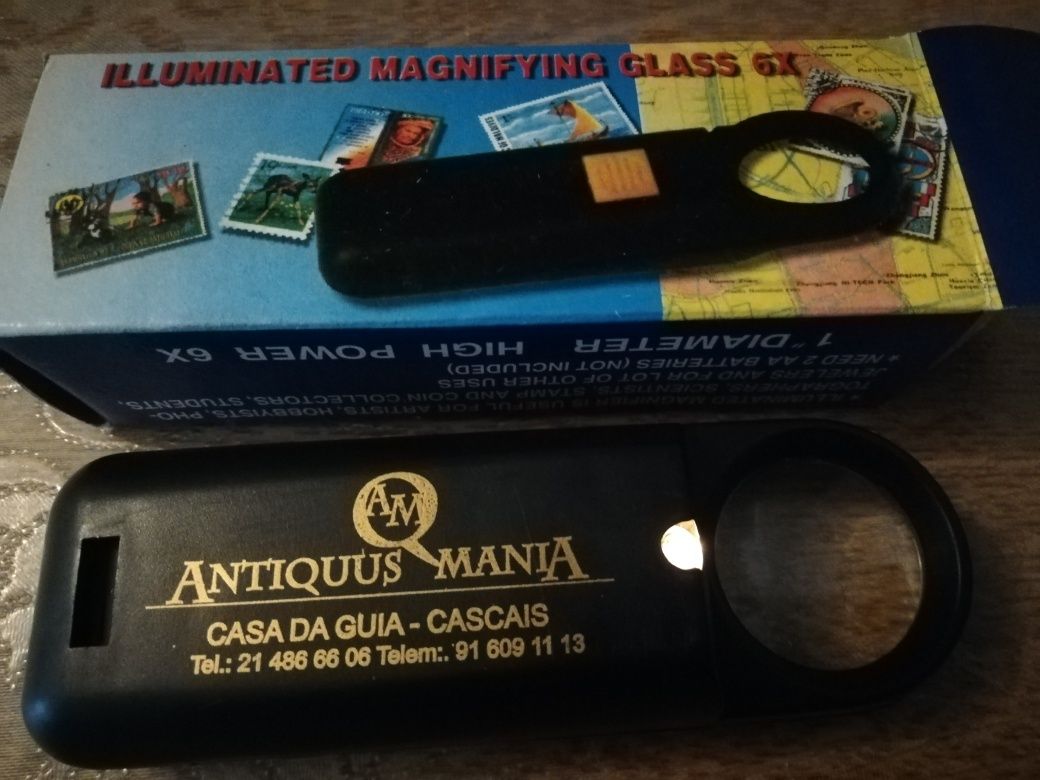 ILLUMINATED MAGNIFYING GLASS 6X
1" DIAMETER HIGH POWER 6X
* NEED 2 AA BATTERIES (NOT INCLUDED)
JEWELERS AND FOR LOT OF OTHER USES
TOGRAPHERS, SCIENTISTS, STAMP AND COIN COLLECTORS, STUDENTS,
* ILLUMINATED MAGNIFIER IS USEFUL FOR ARTISTS, HOBBYISTS, PHO-
AMQ
ANTIQUUS MANIA
CASA DA GUIA - CASCAIS
Tel.: 21 486 66 06 Telem:. 91 609 11 13